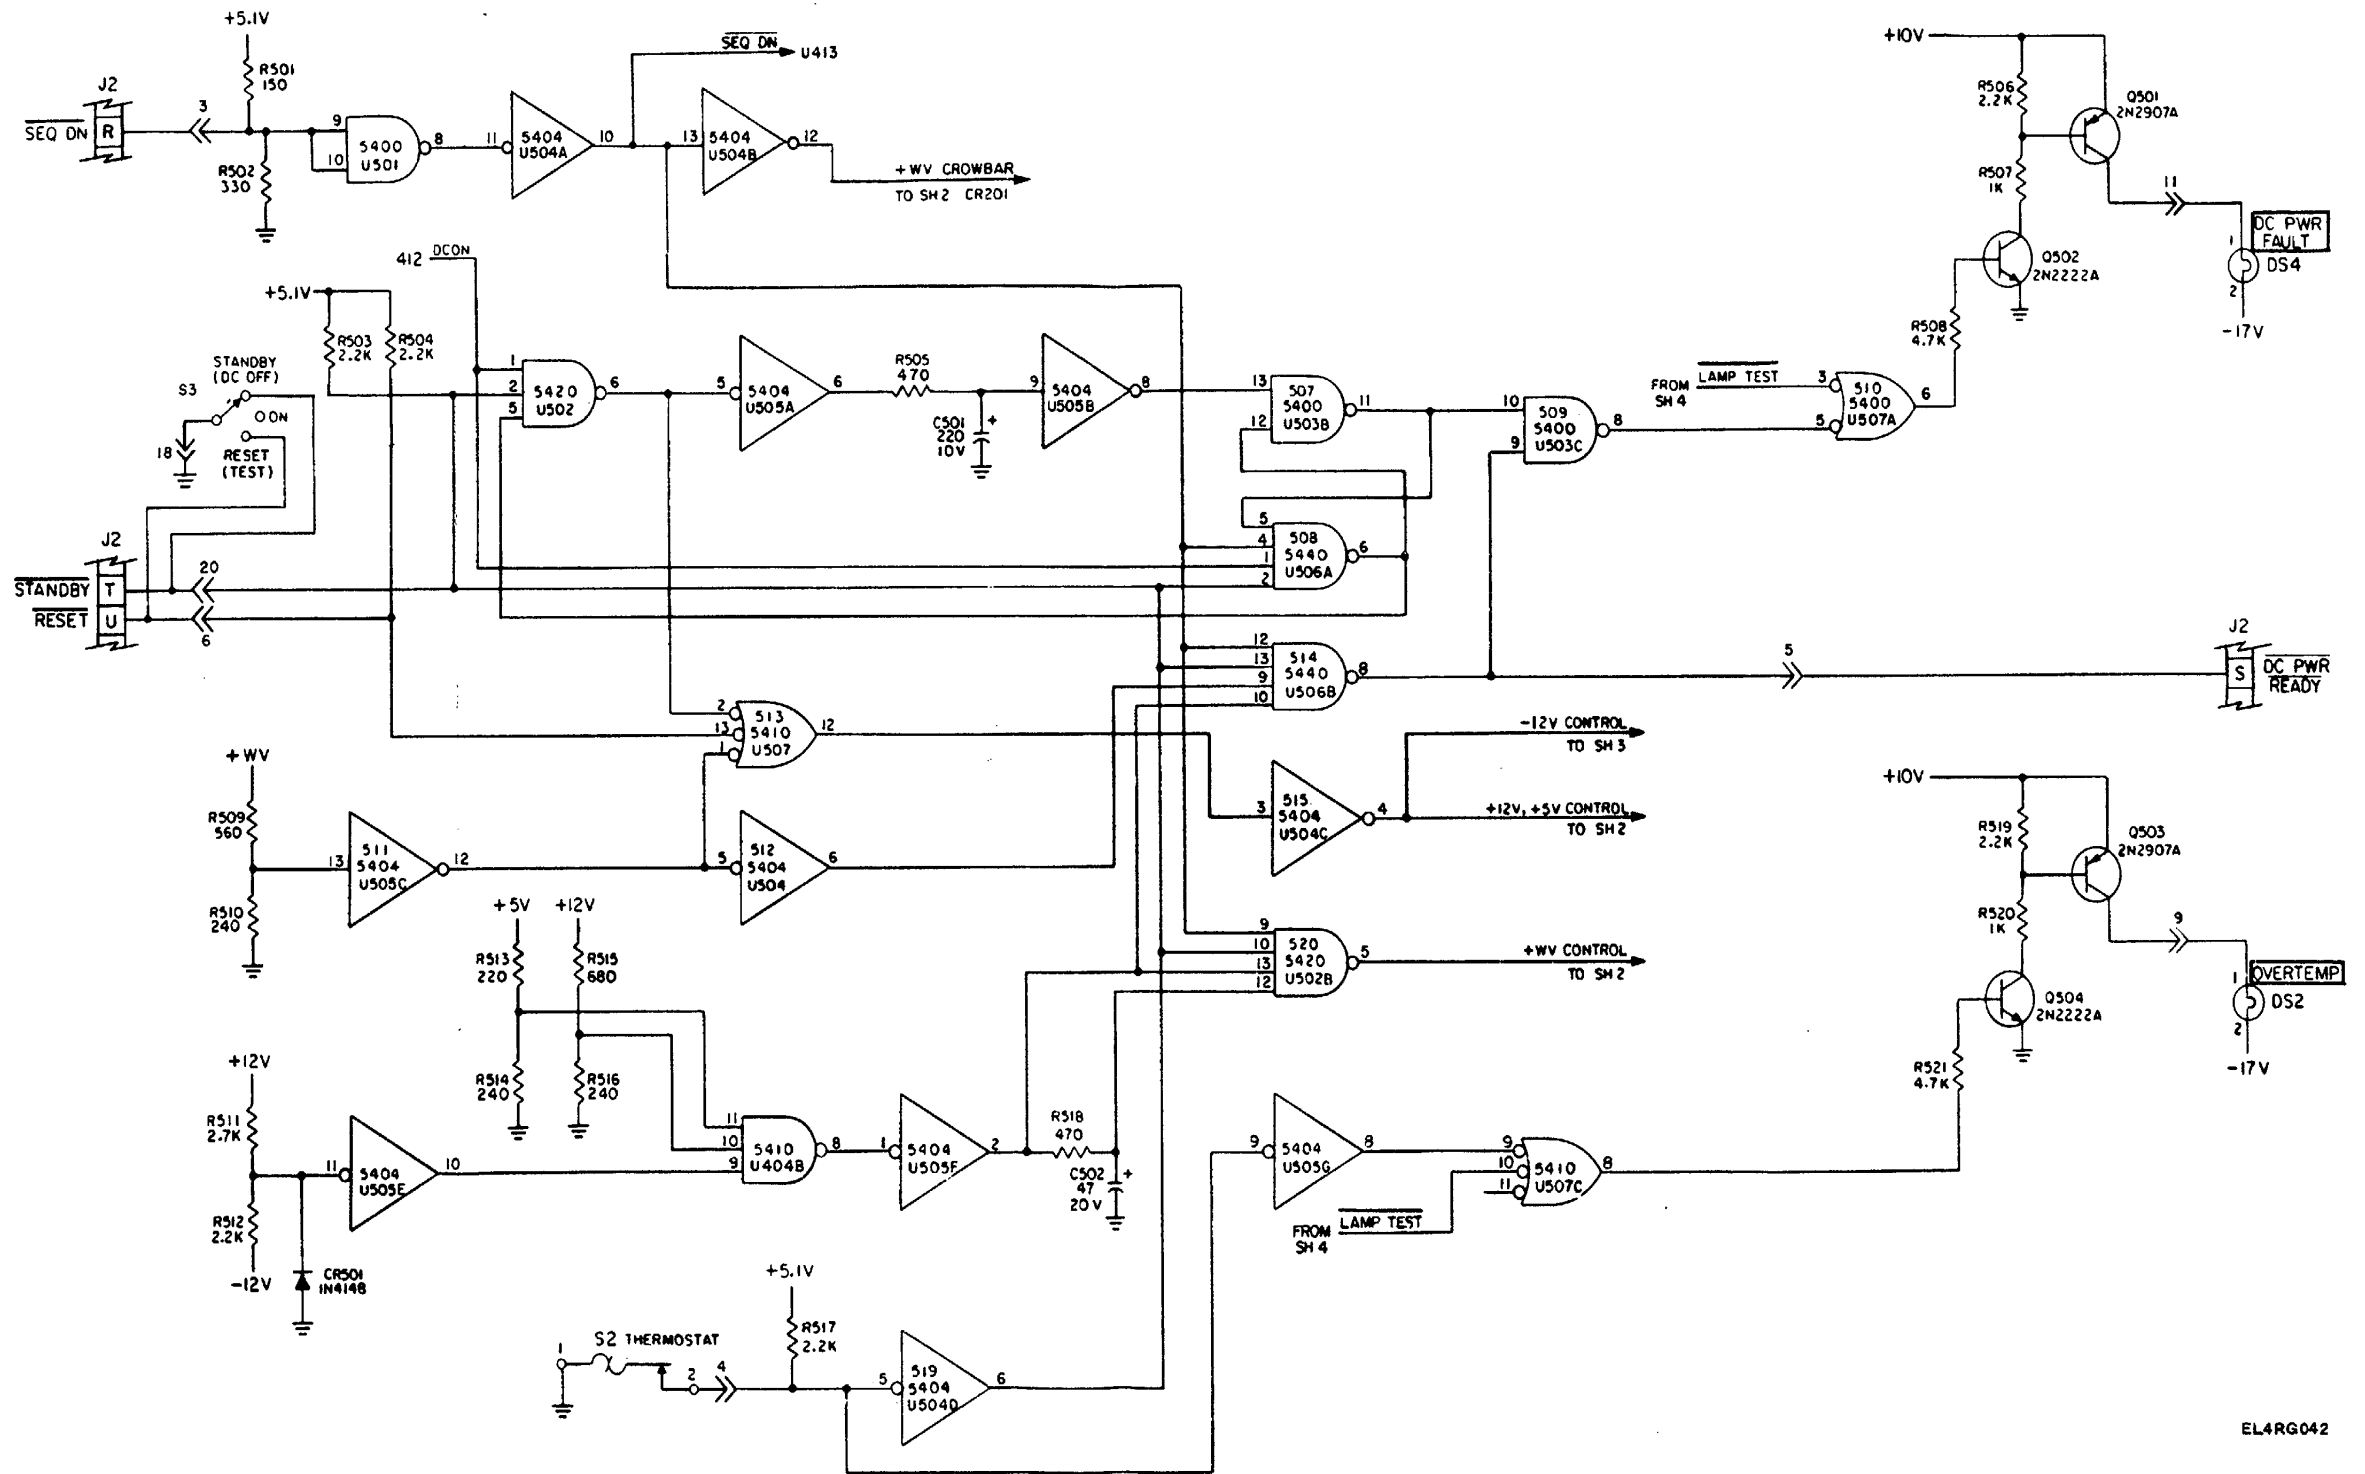 +5.1V
R501
150
J2
SEQ DN
R
3
R502
330
9
10
5400
U501
8
11
5404
U504A
10
SEQ DN
U413
13
5404
U504B
12
+WV CROWBAR
TO SH2 CR201
+10V
R506
2.2K
Q501
2N2907A
R507
1K
11
DC PWR
FAULT
1
DS4
2
-17V
Q502
2N2222A
R508
4.7K
412
DCON
+5.1V
R503
2.2K
R504
2.2K
STANDBY
(DC OFF)
S3
O ON
18
RESET
(TEST)
1
2
5
5420
U502
6
5
5404
U505A
6
R505
470
C501
220
10V
+
9
5404
U505B
8
13
12
507
5400
U503B
11
10
9
509
5400
U503C
8
FROM
SH 4
LAMP TEST
3
5
510
5400
U507A
6
J2
STANDBY
T
20
RESET
U
6
5
4
1
2
508
5440
U506A
6
12
13
9
10
514
5440
U506B
8
5
J2
S
DC PWR
READY
2
13
1
513
5410
U507
12
-12V CONTROL
TO SH 3
3
515
5404
U504C
4
+12V, +5V CONTROL
TO SH2
+WV
R509
560
R510
240
13
511
5404
U505C
12
5
512
5404
U504
6
+10V
R519
2.2K
Q503
2N2907A
R520
1K
9
OVERTEMP
1
DS2
2
-17V
Q504
2N2222A
R521
4.7K
+5V
+12V
R513
220
R515
680
R514
240
R516
240
9
10
13
12
520
5420
U502B
5
+WV CONTROL
TO SH2
+12V
R511
2.7K
R512
2.2K
-12V
CR501
1N4148
11
5404
U505E
10
11
10
9
5410
U404B
8
1
5404
U505F
2
R518
470
C502
47
20V
+
9
5404
U505G
8
9
10
11
5410
U507C
8
FROM
SH 4
LAMP TEST
+5.1V
R517
2.2K
1
S2 THERMOSTAT
2
4
5
519
5404
U504D
6
EL4RG042